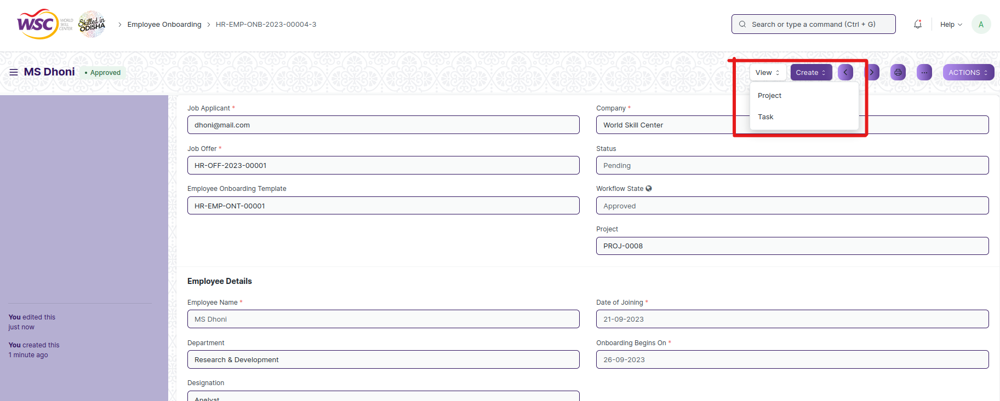 WSC WORLD SKILL CENTER Skilled in ODISHA > Employee Onboarding > HR-EMP-ONB-2023-00004-3 Search or type a command (Ctrl + G) Help A
MS Dhoni • Approved View Create ... ACTIONS
Project
Task
Job Applicant * Company *
dhoni@mail.com World Skill Center
Job Offer * Status
HR-OFF-2023-00001 Pending
Employee Onboarding Template Workflow State
HR-EMP-ONT-00001 Approved
Project
PROJ-0008
Employee Details
Employee Name * Date of Joining *
MS Dhoni 21-09-2023
Department Onboarding Begins On *
Research & Development 26-09-2023
Designation
Analyst
You edited this
just now
You created this
1 minute ago